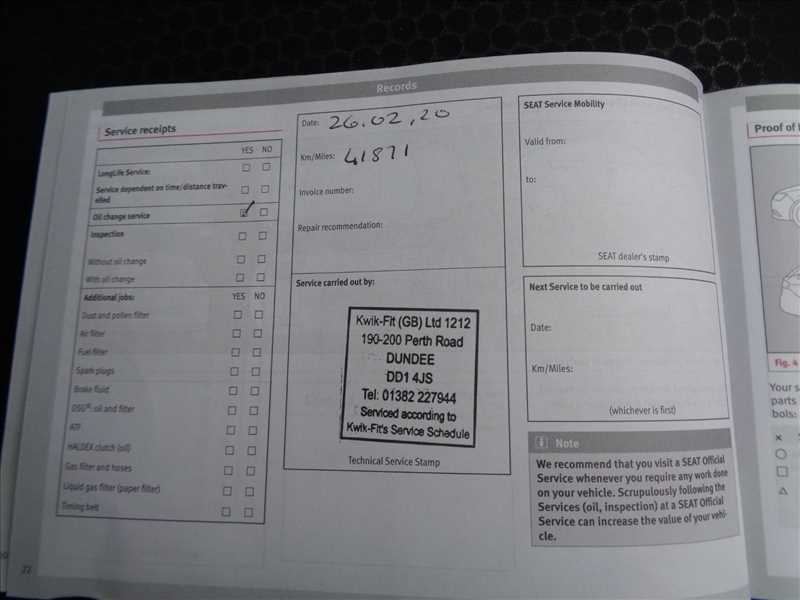 Records
Service receipts
YES NO
LongLife Service:
Service dependent on time/distance trav-
elled
Oil change service
Inspection
Without oil change
With oil change
Additional jobs: YES NO
Dust and pollen filter
Air filter
Fuel filter
Spark plugs
Brake fluid
DSG®: oil and filter
ATF
HALDEX clutch (oil)
Gas filter and hoses
Liquid gas filter (paper filter)
Timing belt
22
Date: 26.02.20
Km/Miles: 41871
Invoice number:
Repair recommendation:
Service carried out by:
Kwik-Fit (GB) Ltd 1212
190-200 Perth Road
DUNDEE
DD1 4JS
Tel: 01382 227944
Serviced according to
Kwik-Fit's Service Schedule
Technical Service Stamp
SEAT Service Mobility
Valid from:
to:
SEAT dealer's stamp
Next Service to be carried out
Date:
Km/Miles:
(whichever is first)
i Note
We recommend that you visit a SEAT Official
Service whenever you require any work done
on your vehicle. Scrupulously following the
Services (oil, inspection) at a SEAT Official
Service can increase the value of your vehi-
cle.
Proof of
Fig. 4
Your s
parts
bols: